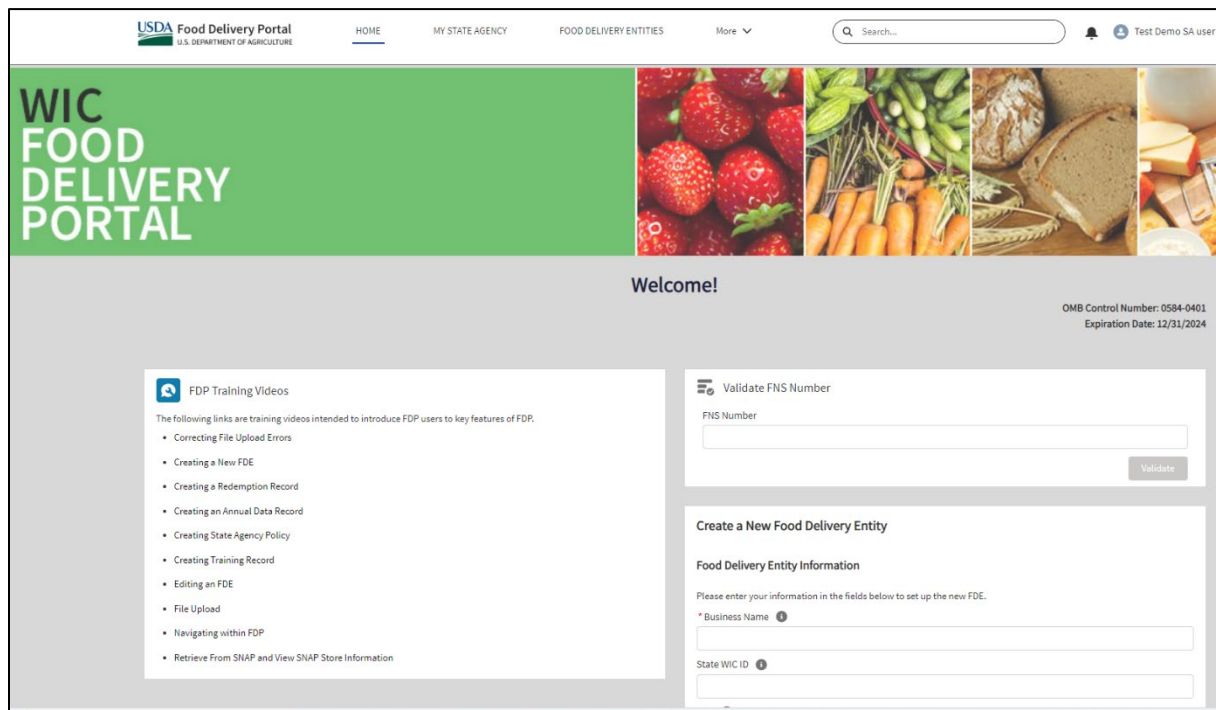 USDA Food Delivery Portal
U.S. DEPARTMENT OF AGRICULTURE
HOME
MY STATE AGENCY
FOOD DELIVERY ENTITIES
More
Search...
Test Demo SA user
WIC
FOOD
DELIVERY
PORTAL
Welcome!
OMB Control Number: 0584-0401
Expiration Date: 12/31/2024
FDP Training Videos
The following links are training videos intended to introduce FDP users to key features of FDP.
• Correcting File Upload Errors
• Creating a New FDE
• Creating a Redemption Record
• Creating an Annual Data Record
• Creating State Agency Policy
• Creating Training Record
• Editing an FDE
• File Upload
• Navigating within FDP
• Retrieve From SNAP and View SNAP Store Information
Validate FNS Number
FNS Number
Validate
Create a New Food Delivery Entity
Food Delivery Entity Information
Please enter your information in the fields below to set up the new FDE.
* Business Name
State WIC ID